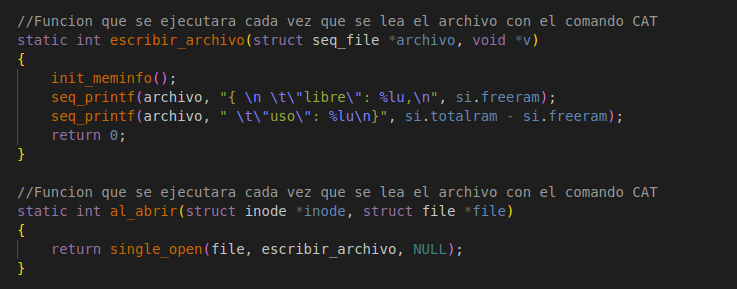 //Funcion que se ejecutara cada vez que se lea el archivo con el comando CAT
static int escribir_archivo(struct seq_file *archivo, void *v)
{
    init_meminfo();
    seq_printf(archivo, "{ \n \t\"libre\": %lu,\n", si.freeram);
    seq_printf(archivo, " \t\"uso\": %lu\n}", si.totalram - si.freeram);
    return 0;
}

//Funcion que se ejecutara cada vez que se lea el archivo con el comando CAT
static int al_abrir(struct inode *inode, struct file *file)
{
    return single_open(file, escribir_archivo, NULL);
}